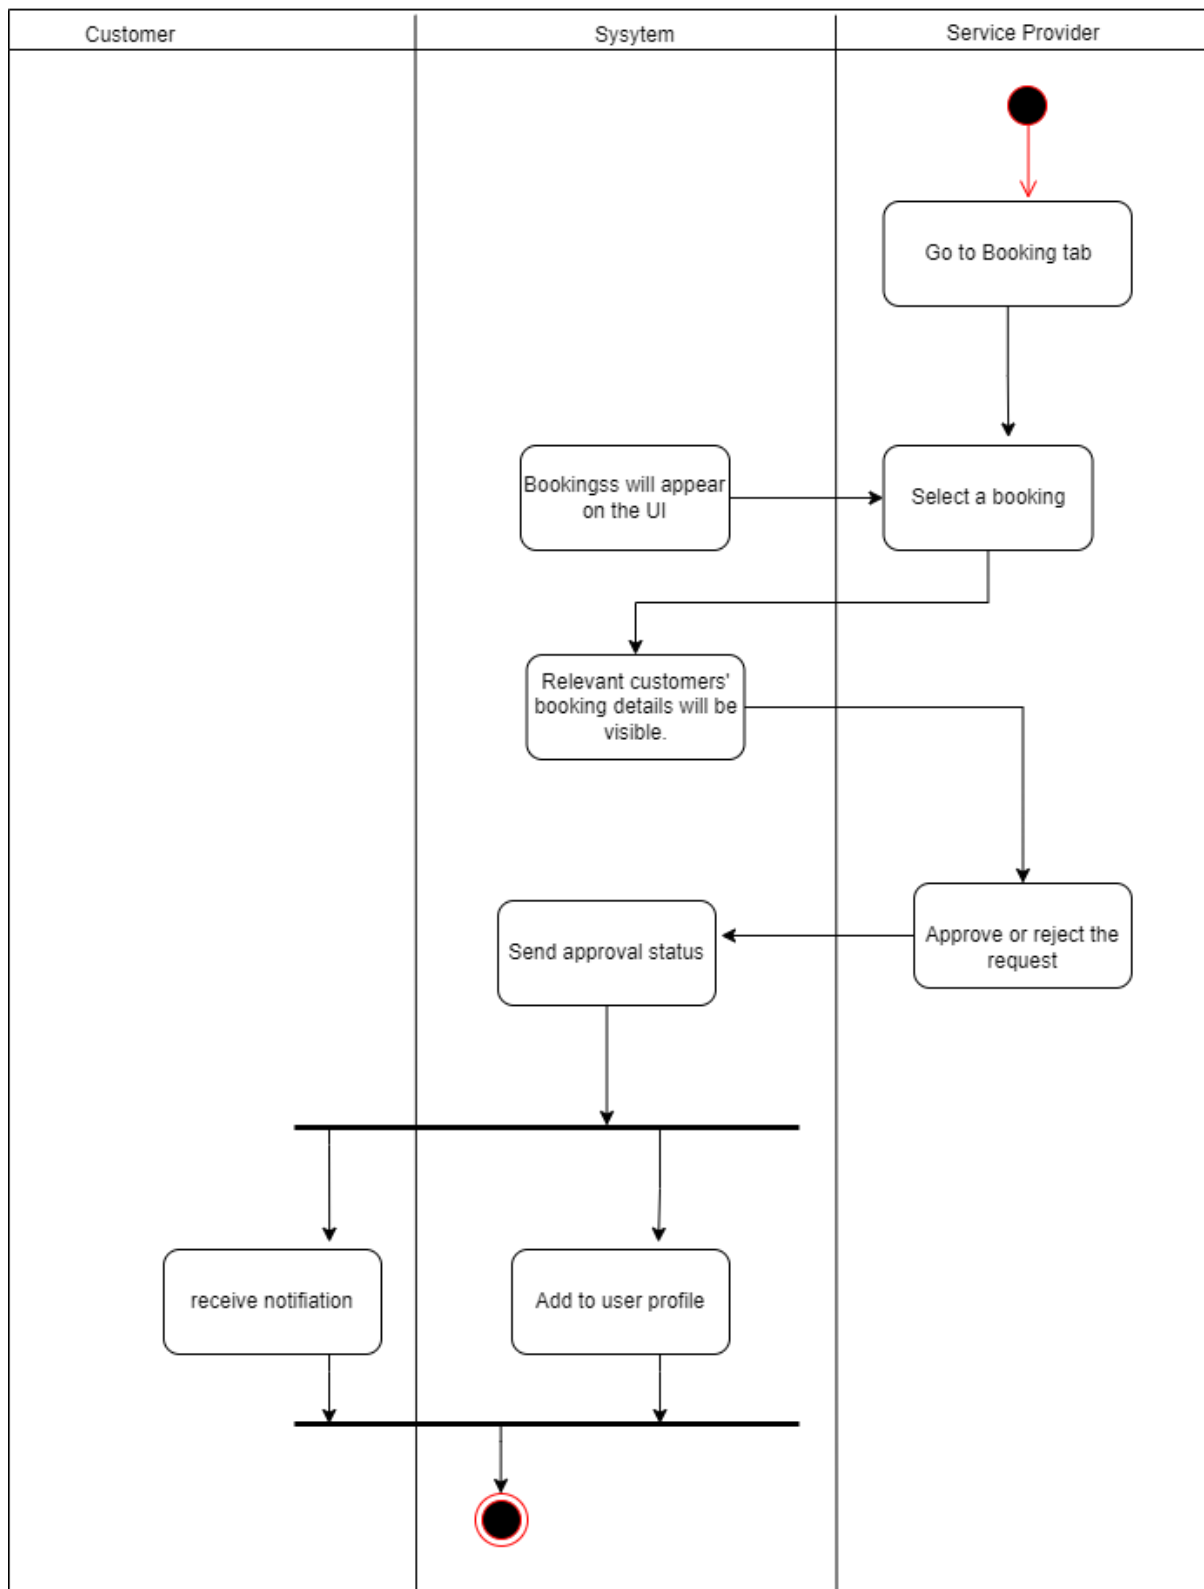 Customer
Sysytem
Service Provider
Go to Booking tab
Bookingss will appear
on the UI
Select a booking
Relevant customers'
booking details will be
visible.
Approve or reject the
request
Send approval status
receive notifiation
Add to user profile